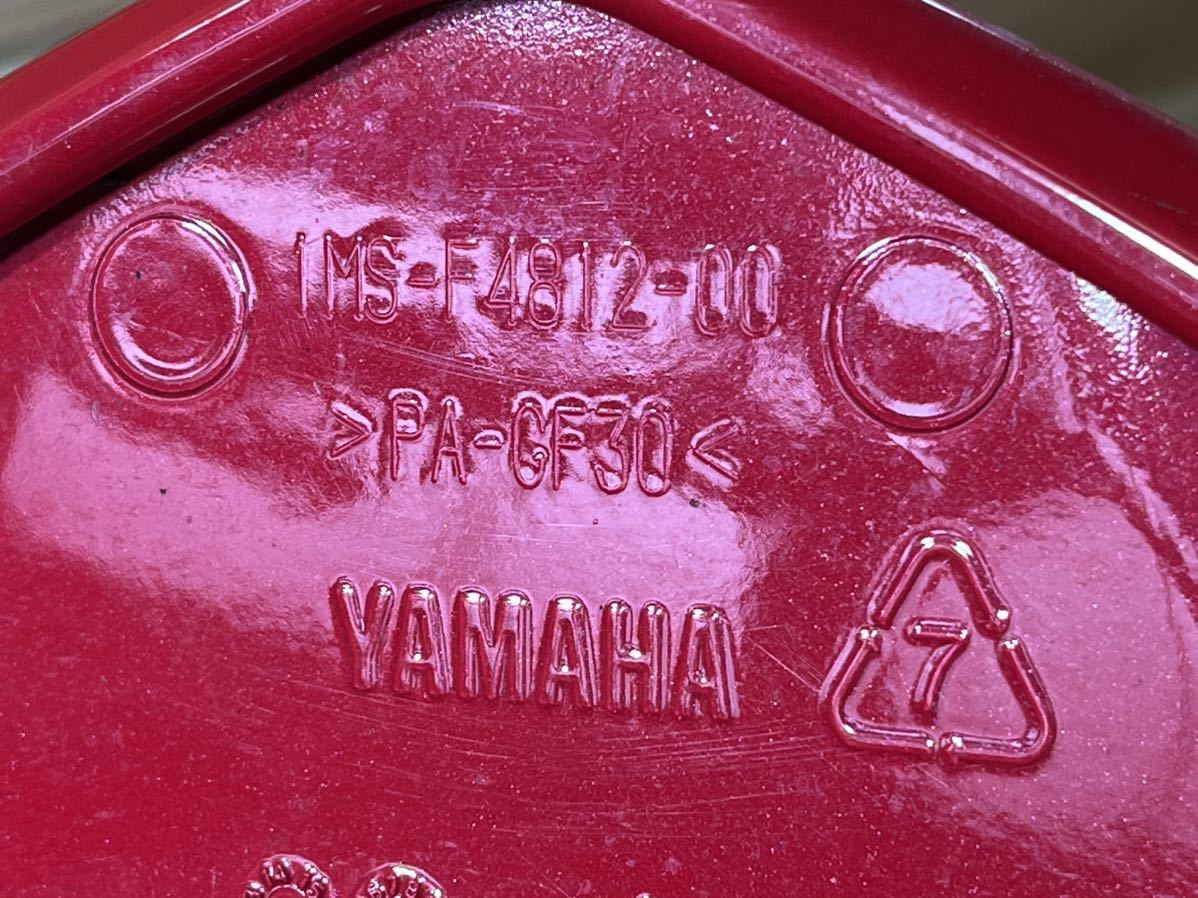 1MS-F4812-00
>PA-GF30<
YAMAHA
7